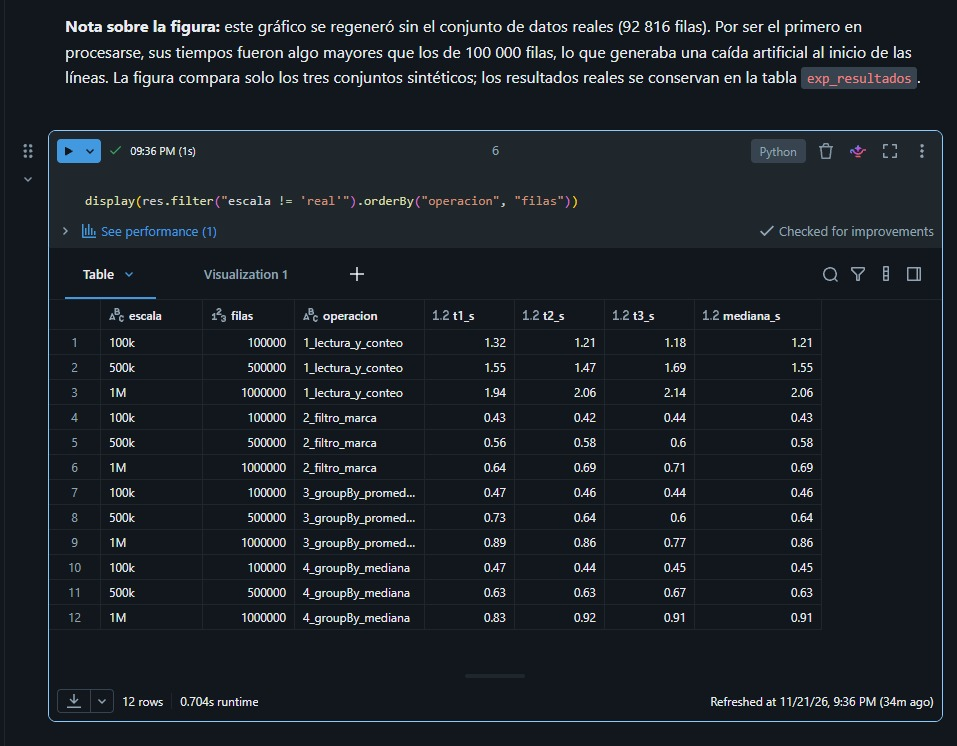 Nota sobre la figura: este gráfico se regeneró sin el conjunto de datos reales (92 816 filas). Por ser el primero en
procesarse, sus tiempos fueron algo mayores que los de 100 000 filas, lo que generaba una caída artificial al inicio de las
líneas. La figura compara solo los tres conjuntos sintéticos; los resultados reales se conservan en la tabla exp_resultados.
09:36 PM (1s) 6 Python
display(res.filter("escala != 'real'").orderBy("operacion", "filas"))
See performance (1) Checked for improvements
Table Visualization 1 +
ABC escala 123 filas ABC operacion 1.2 t1_s 1.2 t2_s 1.2 t3_s 1.2 mediana_s
1 100k 100000 1_lectura_y_conteo 1.32 1.21 1.18 1.21
2 500k 500000 1_lectura_y_conteo 1.55 1.47 1.69 1.55
3 1M 1000000 1_lectura_y_conteo 1.94 2.06 2.14 2.06
4 100k 100000 2_filtro_marca 0.43 0.42 0.44 0.43
5 500k 500000 2_filtro_marca 0.56 0.58 0.6 0.58
6 1M 1000000 2_filtro_marca 0.64 0.69 0.71 0.69
7 100k 100000 3_groupBy_promed... 0.47 0.46 0.44 0.46
8 500k 500000 3_groupBy_promed... 0.73 0.64 0.6 0.64
9 1M 1000000 3_groupBy_promed... 0.89 0.86 0.77 0.86
10 100k 100000 4_groupBy_mediana 0.47 0.44 0.45 0.45
11 500k 500000 4_groupBy_mediana 0.63 0.63 0.67 0.63
12 1M 1000000 4_groupBy_mediana 0.83 0.92 0.91 0.91
12 rows 0.704s runtime Refreshed at 11/21/26, 9:36 PM (34m ago)